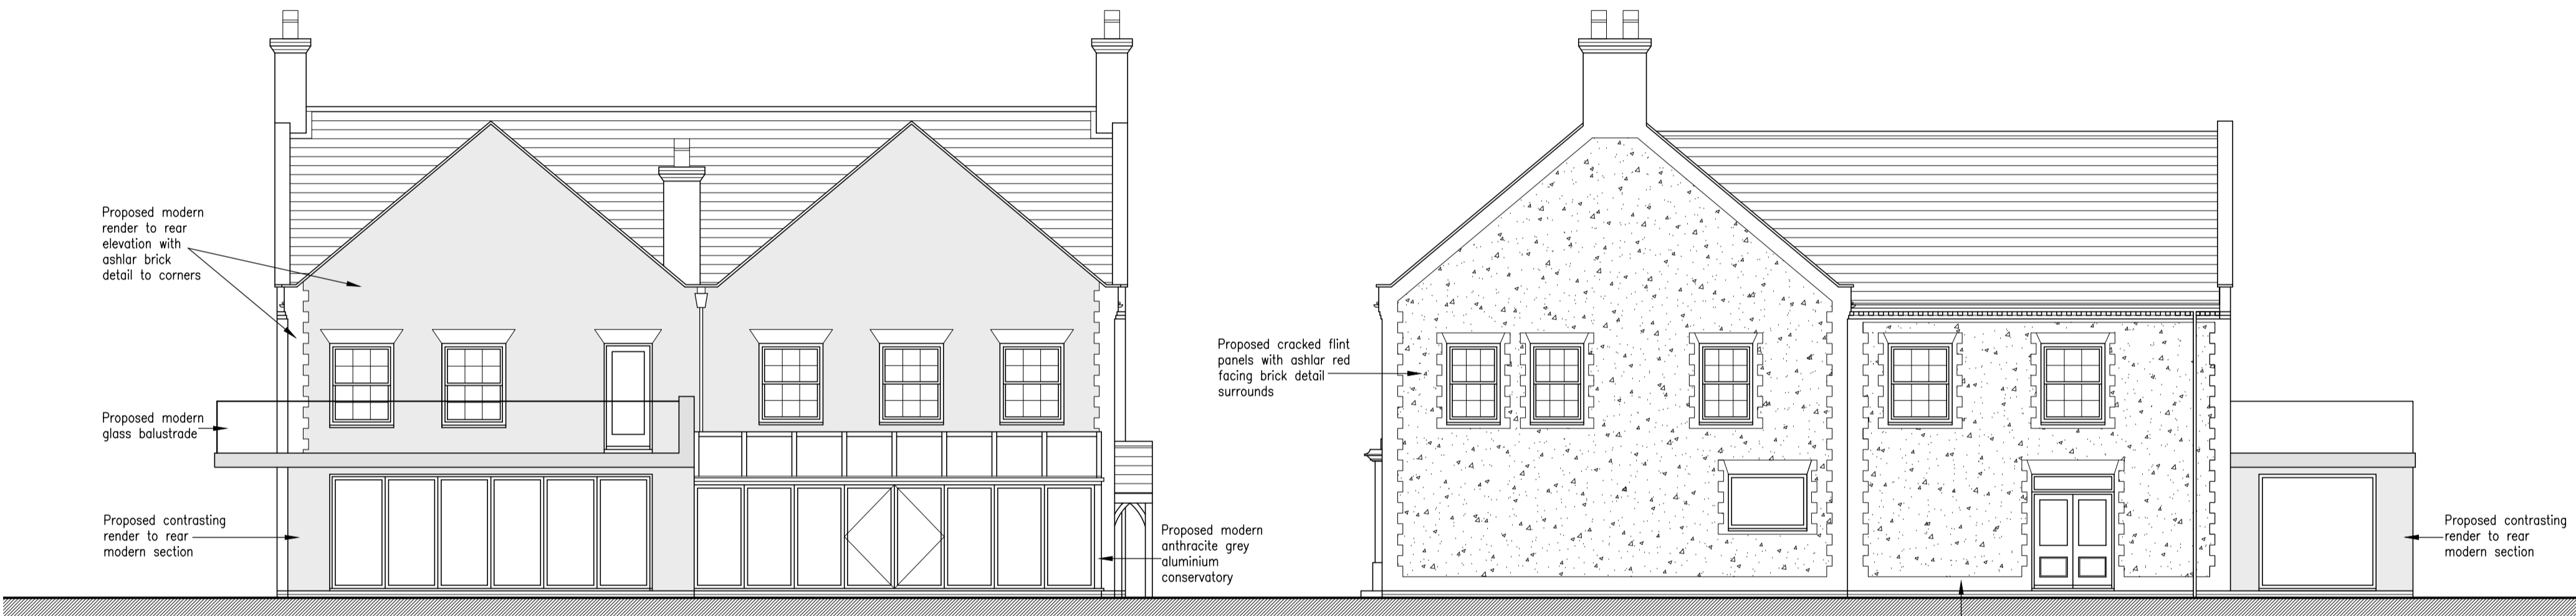 Proposed modern
render to rear
elevation with
ashlar brick
detail to corners
Proposed modern
glass balustrade
Proposed contrasting
render to rear
modern section
Proposed modern
anthracite grey
aluminium
conservatory
Proposed cracked flint
panels with ashlar red
facing brick detail
surrounds
Proposed contrasting
render to rear
modern section